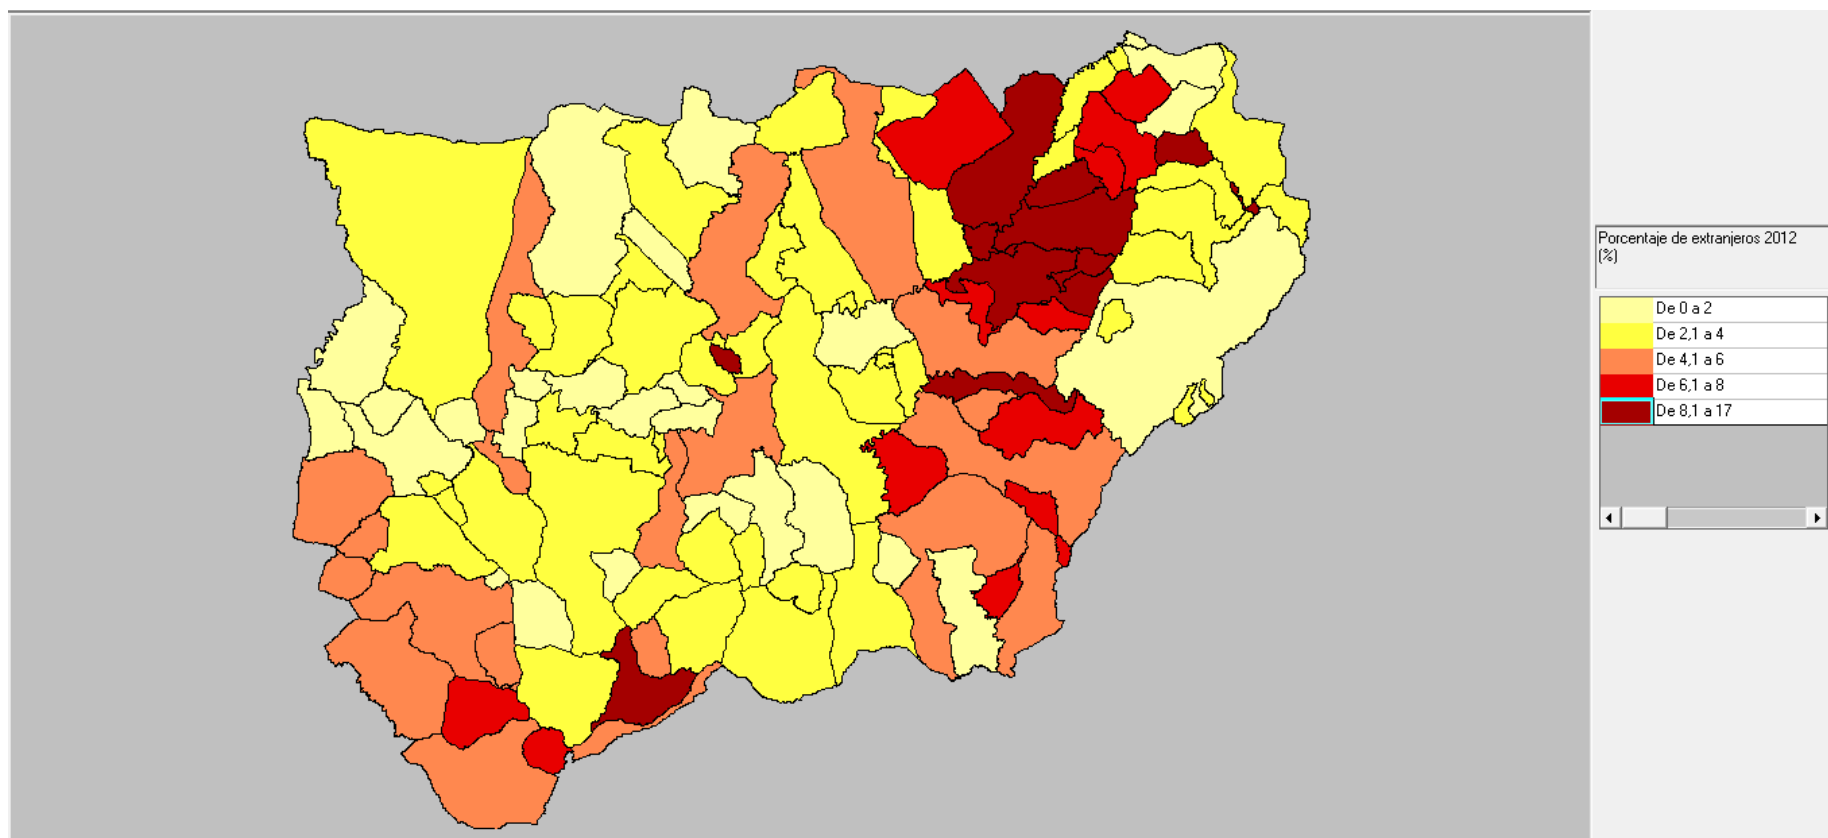 Porcentaje de extranjeros 2012
(%)
De 0 a 2
De 2,1 a 4
De 4,1 a 6
De 6,1 a 8
De 8,1 a 17